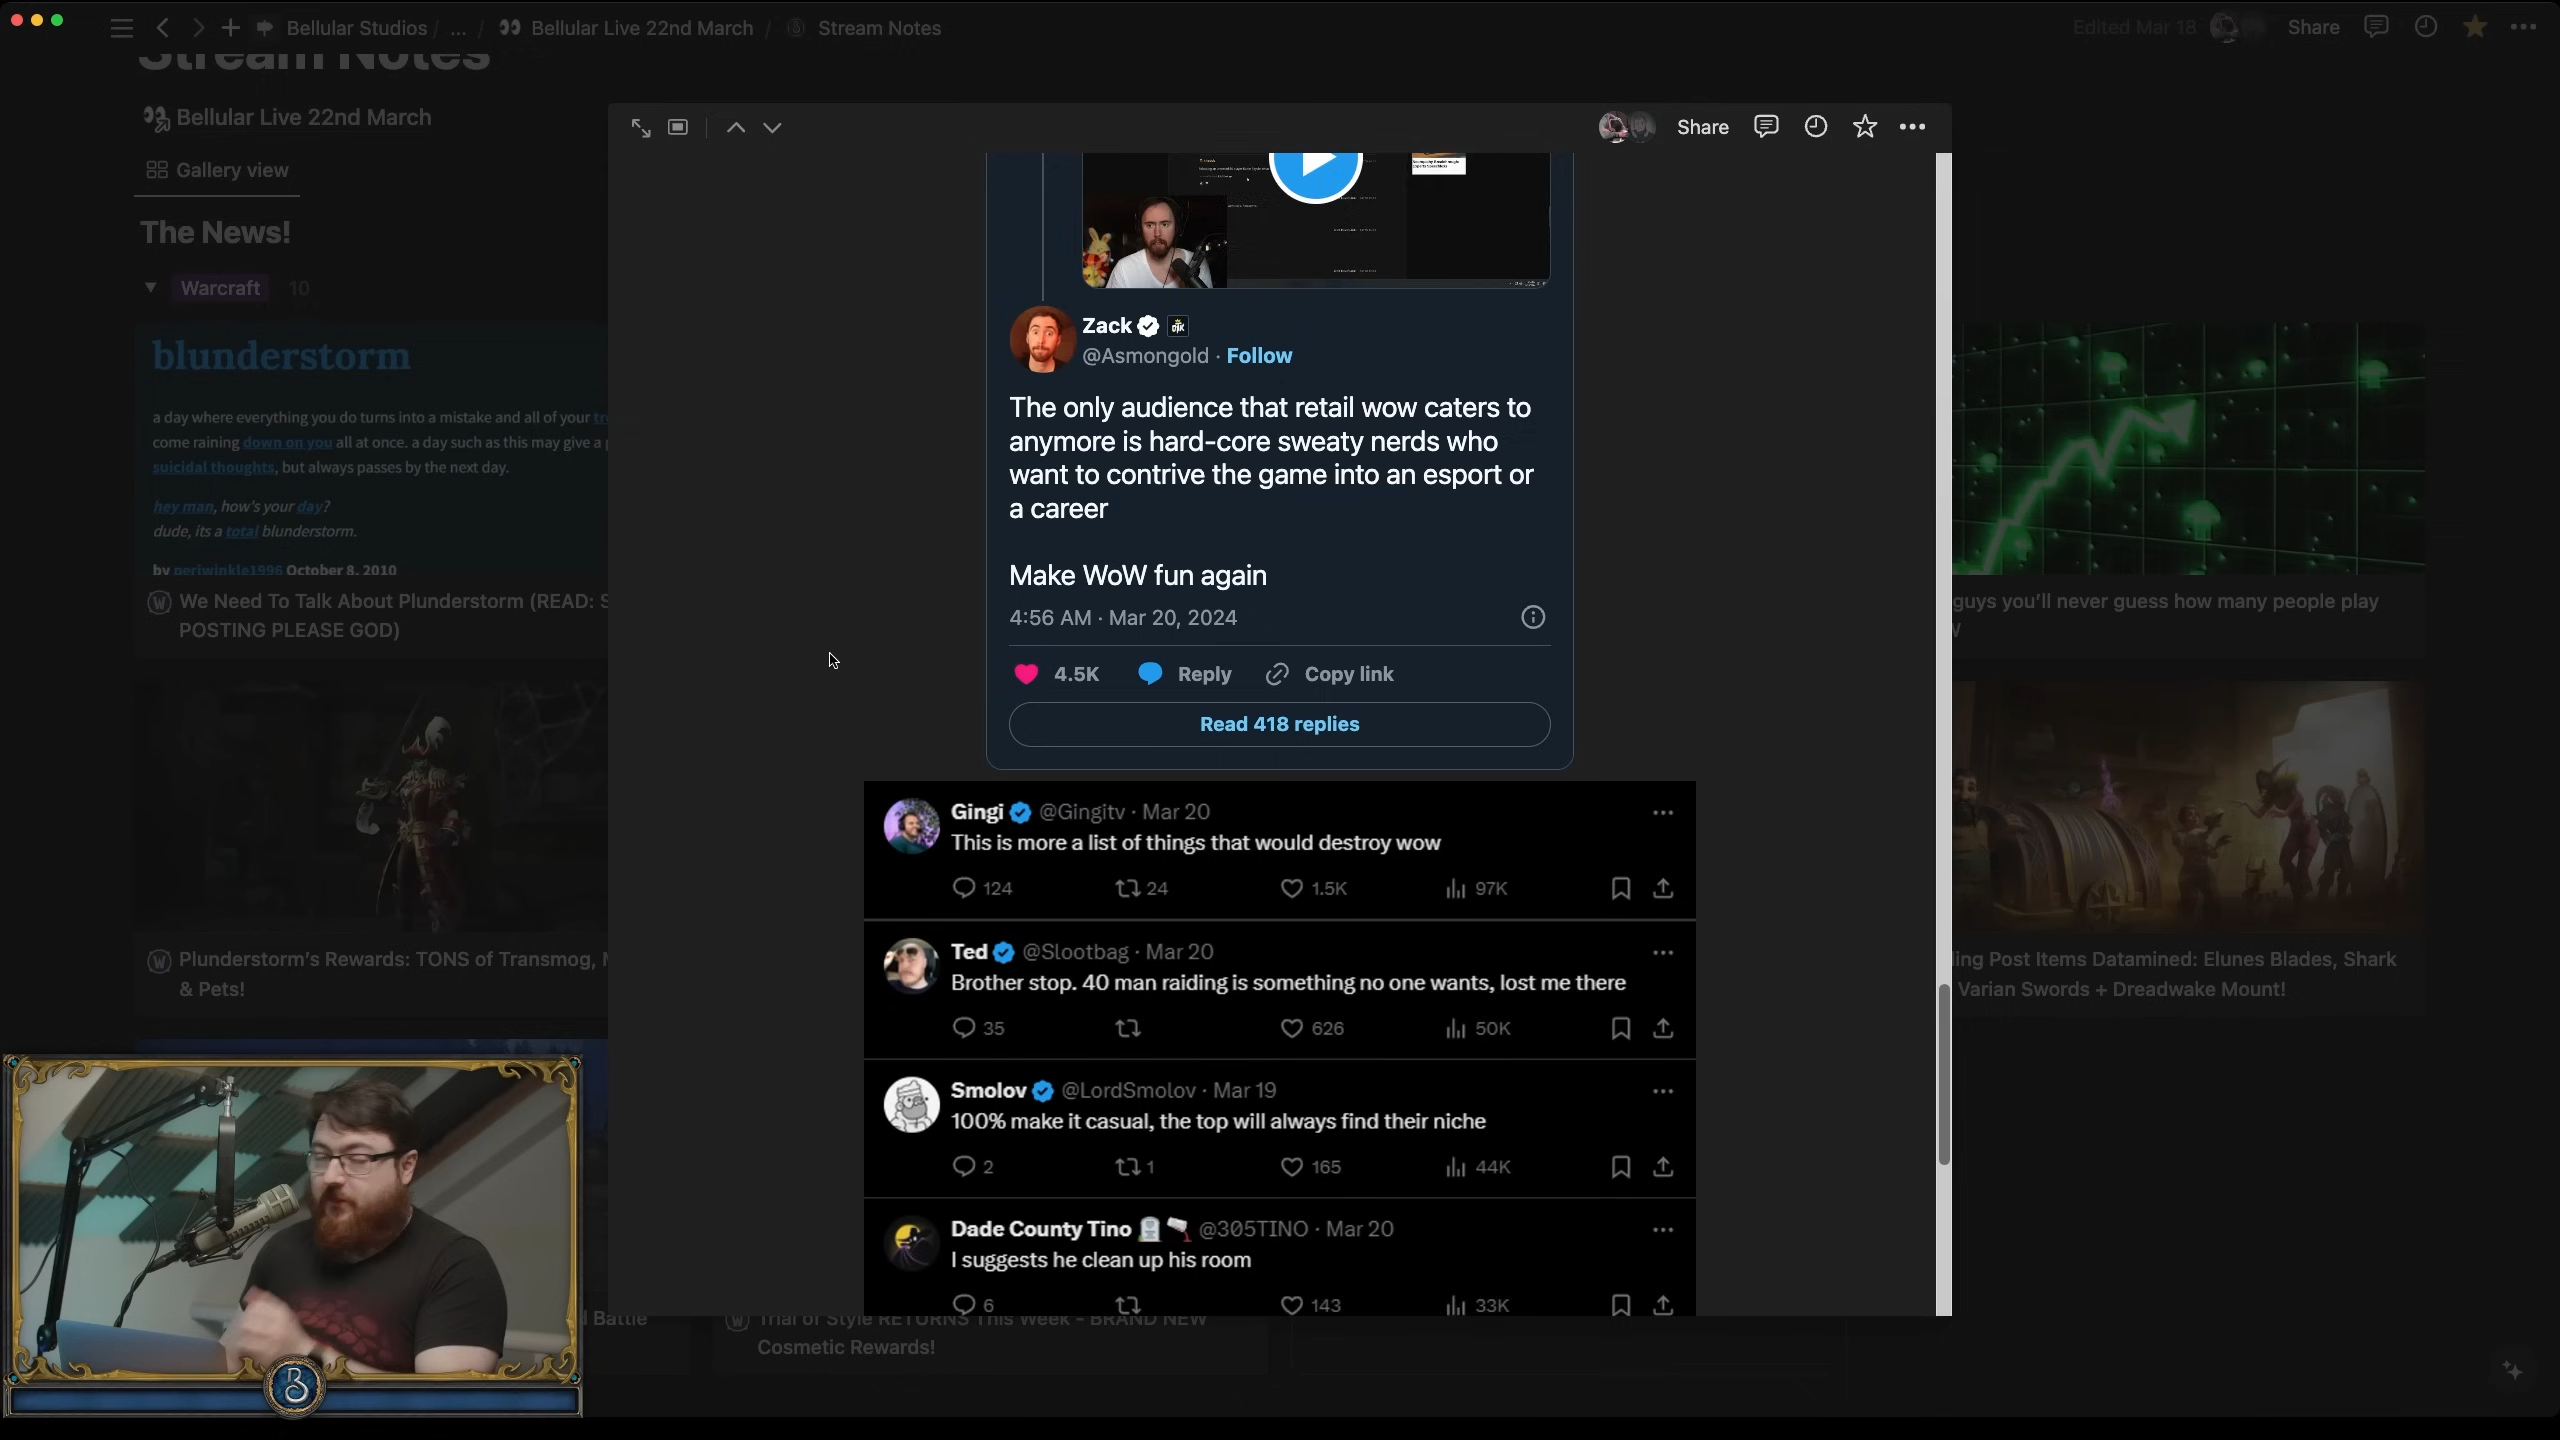 Bellular Studios / ... / 👀 Bellular Live 22nd March / Stream Notes
Edited Mar 18
Share
Stream Notes
Bellular Live 22nd March
Gallery view
The News!
Warcraft 10
blunderstorm
a day where everything you do turns into a mistake and all of your
come raining down on you all at once. a day such as this may give a
suicidal thoughts, but always passes by the next day.
hey man, how's your day?
dude, its a total blunderstorm.
by periwinkle1996 October 8, 2010
We Need To Talk About Plunderstorm (READ:
POSTING PLEASE GOD)
Plunderstorm's Rewards: TONS of Transmog,
& Pets!
Share
Zack
@Asmongold · Follow
The only audience that retail wow caters to
anymore is hard-core sweaty nerds who
want to contrive the game into an esport or
a career
Make WoW fun again
4:56 AM · Mar 20, 2024
4.5K Reply Copy link
Read 418 replies
Gingi @Gingitv · Mar 20
This is more a list of things that would destroy wow
124 24 1.5K 97K
Ted @Slootbag · Mar 20
Brother stop. 40 man raiding is something no one wants, lost me there
35 626 50K
Smolov @LordSmolov · Mar 19
100% make it casual, the top will always find their niche
2 1 165 44K
Dade County Tino @305TINO · Mar 20
I suggests he clean up his room
6 143 33K
guys you'll never guess how many people play
ing Post Items Datamined: Elunes Blades, Shark
Varian Swords + Dreadwake Mount!
Battle
Trial of Style RETURNS This Week - BRAND NEW
Cosmetic Rewards!
B